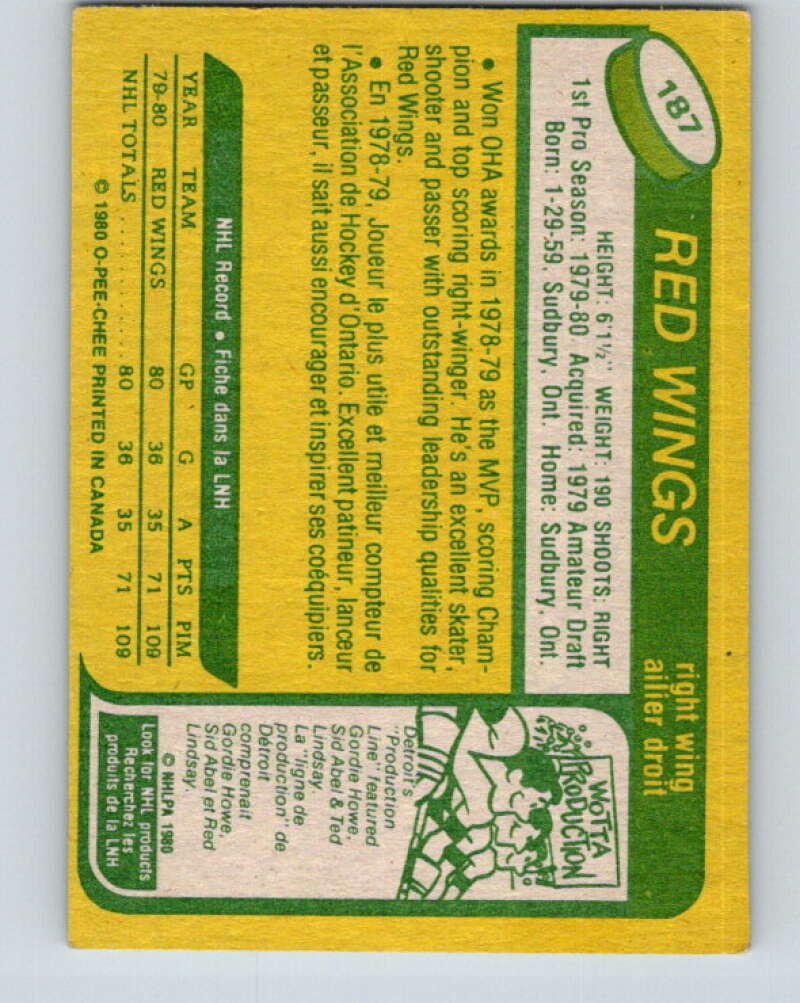 187
RED WINGS
right wing
ailier droit
HEIGHT: 6'1½" WEIGHT: 190 SHOOTS: RIGHT
1st Pro Season: 1979-80 Acquired: 1979 Amateur Draft
Born: 1-29-59, Sudbury, Ont. Home: Sudbury, Ont.
• Won OHA awards in 1978-79 as the MVP, scoring Cham-
pion and top scoring right-winger. He's an excellent skater,
shooter and passer with outstanding leadership qualities for
Red Wings.
• En 1978-79, Joueur le plus utile et meilleur compteur de
l'Association de Hockey d'Ontario. Excellent patineur, lanceur
et passeur, il sait aussi encourager et inspirer ses coéquipiers.
NHL Record • Fiche dans la LNH
YEAR TEAM GP G A PTS PIM
79-80 RED WINGS 80 36 35 71 109
NHL TOTALS .......... 80 36 35 71 109
© 1980 O-PEE-CHEE PRINTED IN CANADA
WOTTA
PRODUCTION
Detroit's
"Production
Line" featured
Gordie Howe,
Sid Abel & Ted
Lindsay.
La "ligne de
production" de
Détroit
comprenait
Gordie Howe,
Sid Abel et Red
Lindsay.
© NHLPA 1980
Look for NHL products
Recherchez les
produits de la LNH